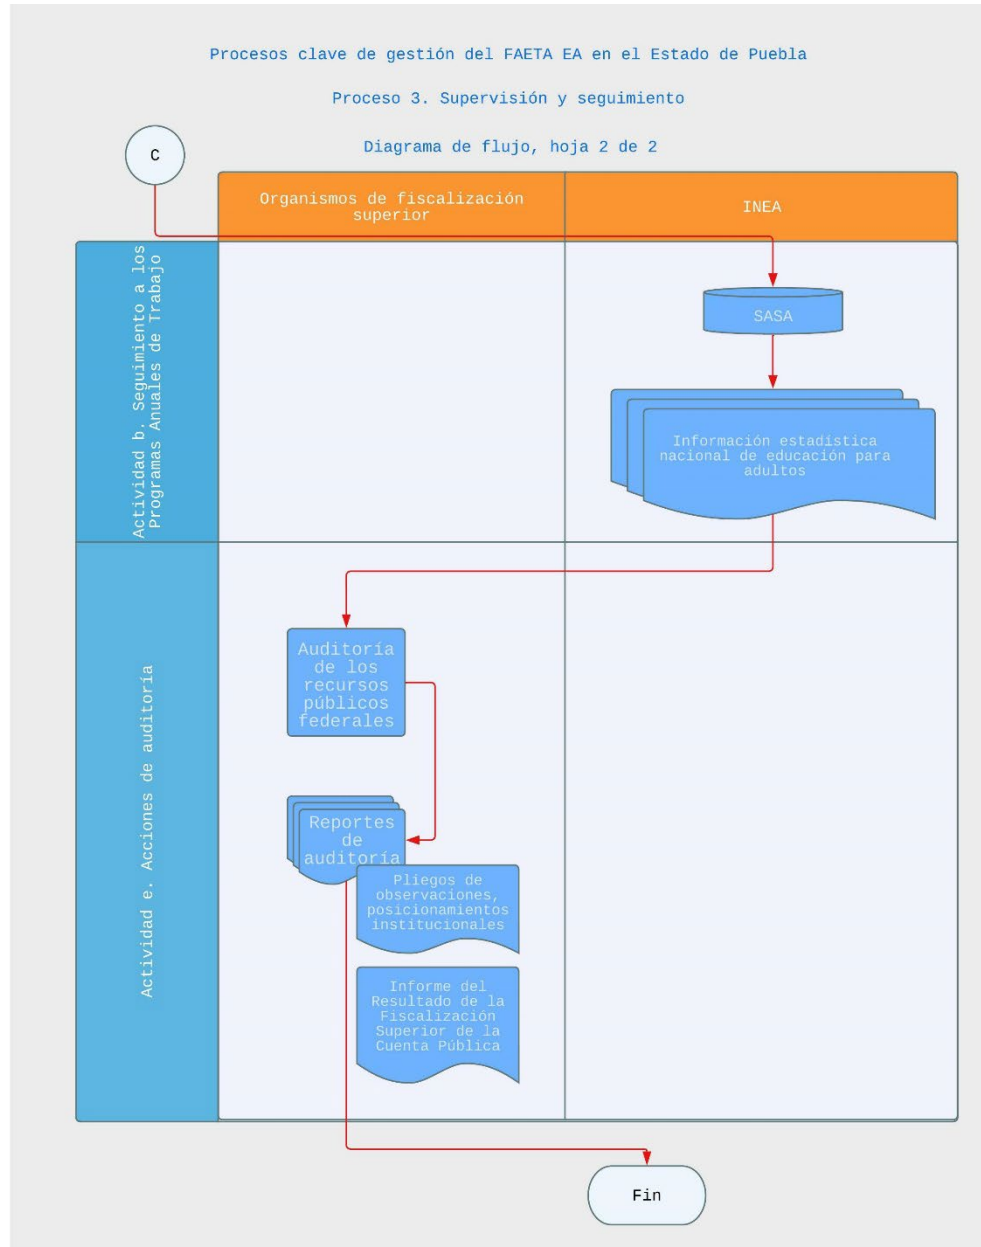 Procesos clave de gestión del FAETA EA en el Estado de Puebla
Proceso 3. Supervisión y seguimiento
Diagrama de flujo, hoja 2 de 2
C
Organismos de fiscalización
superior
INEA
Actividad b. Seguimiento a los
Programas Anuales de Trabajo
SASA
Información estadística
nacional de educación para
adultos
Actividad e. Acciones de auditoría
Auditoría
de los
recursos
públicos
federales
Reportes
de
auditoría
Pliegos de
observaciones,
posicionamientos
institucionales
Informe del
Resultado de la
Fiscalización
Superior de la
Cuenta Pública
Fin